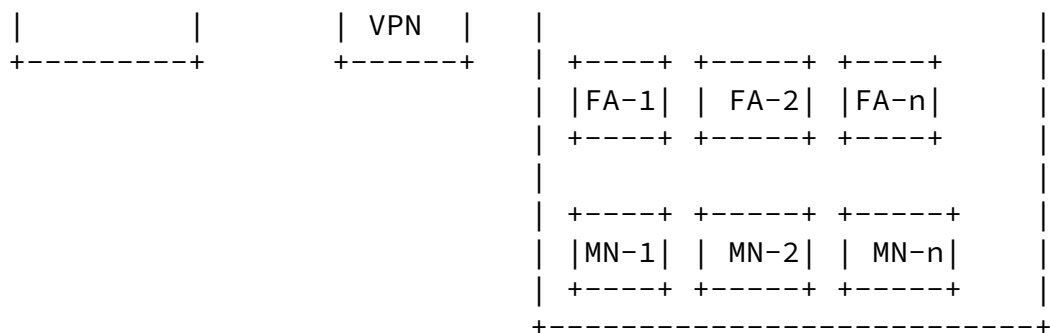 |         |      | VPN  |   |                           |
+---------+      +------+   | +----+ +-----+ +----+     |
                            | |FA-1| | FA-2| |FA-n|     |
                            | +----+ +-----+ +----+     |
                            |                           |
                            | +----+ +-----+ +-----+    |
                            | |MN-1| | MN-2| | MN-n|    |
                            | +----+ +-----+ +-----+    |
                            +---------------------------+